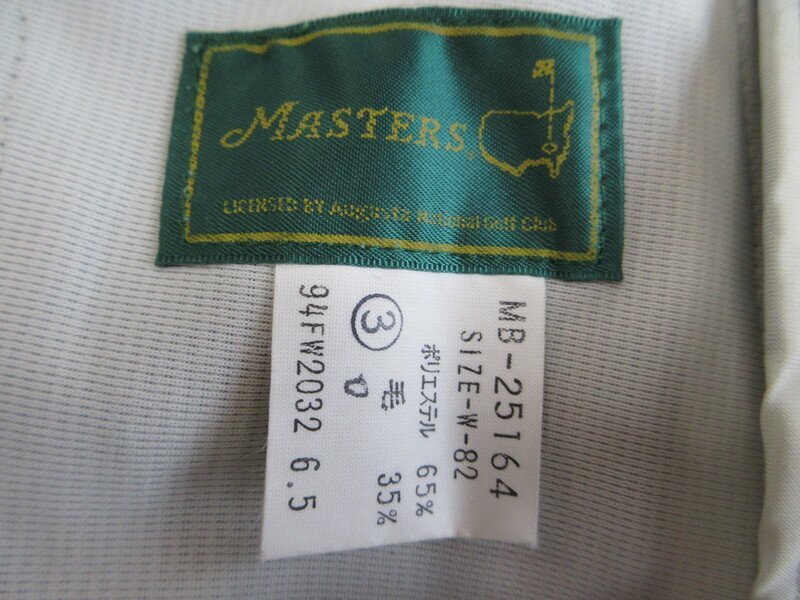 MASTERS
LICENSED BY AUGUSTA National Golf Club
MB-25164
SIZE-W-82
ポリエステル 65%
毛 35%
③
94FW2032 6.5